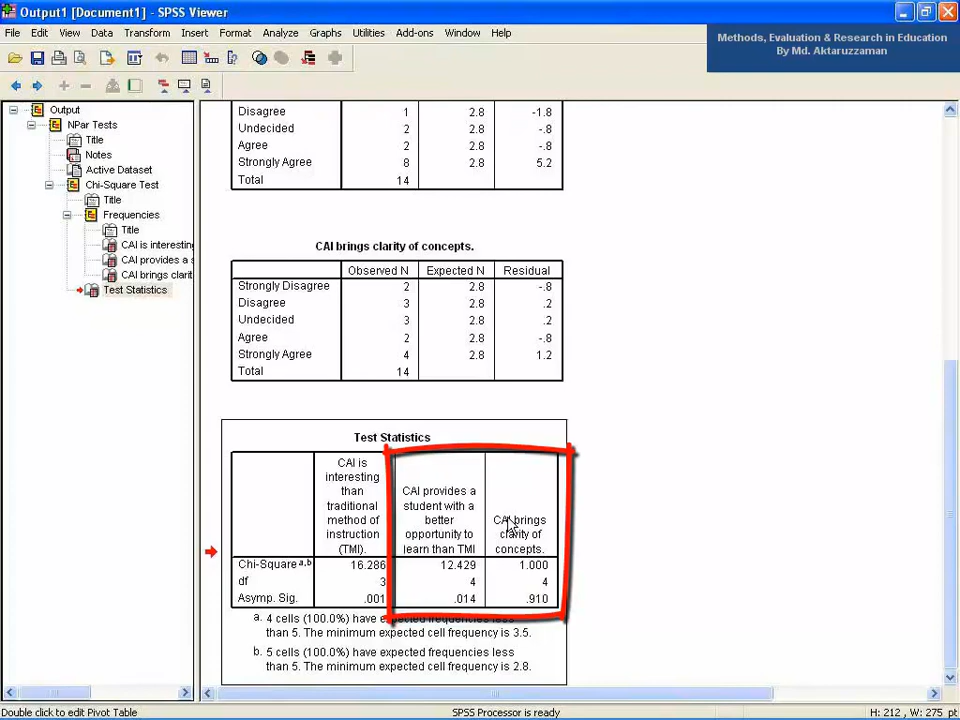 Output1 [Document1] - SPSS Viewer
File Edit View Data Transform Insert Format Analyze Graphs Utilities Add-ons Window Help
Methods, Evaluation & Research in Education
By Md. Aktaruzzaman
Output
NPar Tests
Title
Notes
Active Dataset
Chi-Square Test
Title
Frequencies
Title
CAI is interesting
CAI provides a s
CAI brings clarit
Test Statistics
Disagree 1 2.8 -1.8
Undecided 2 2.8 -.8
Agree 2 2.8 -.8
Strongly Agree 8 2.8 5.2
Total 14
CAI brings clarity of concepts.
Observed N Expected N Residual
Strongly Disagree 2 2.8 -.8
Disagree 3 2.8 .2
Undecided 3 2.8 .2
Agree 2 2.8 -.8
Strongly Agree 4 2.8 1.2
Total 14
Test Statistics
CAI is
interesting
than
traditional
method of
instruction
(TMI).
CAI provides a
student with a
better
opportunity to
learn than TMI
CAI brings
clarity of
concepts.
Chi-Square a,b 16.286 12.429 1.000
df 3 4 4
Asymp. Sig. .001 .014 .910
a. 4 cells (100.0%) have expected frequencies less
than 5. The minimum expected cell frequency is 3.5.
b. 5 cells (100.0%) have expected frequencies less
than 5. The minimum expected cell frequency is 2.8.
Double click to edit Pivot Table SPSS Processor is ready H: 212 , W: 275 pt